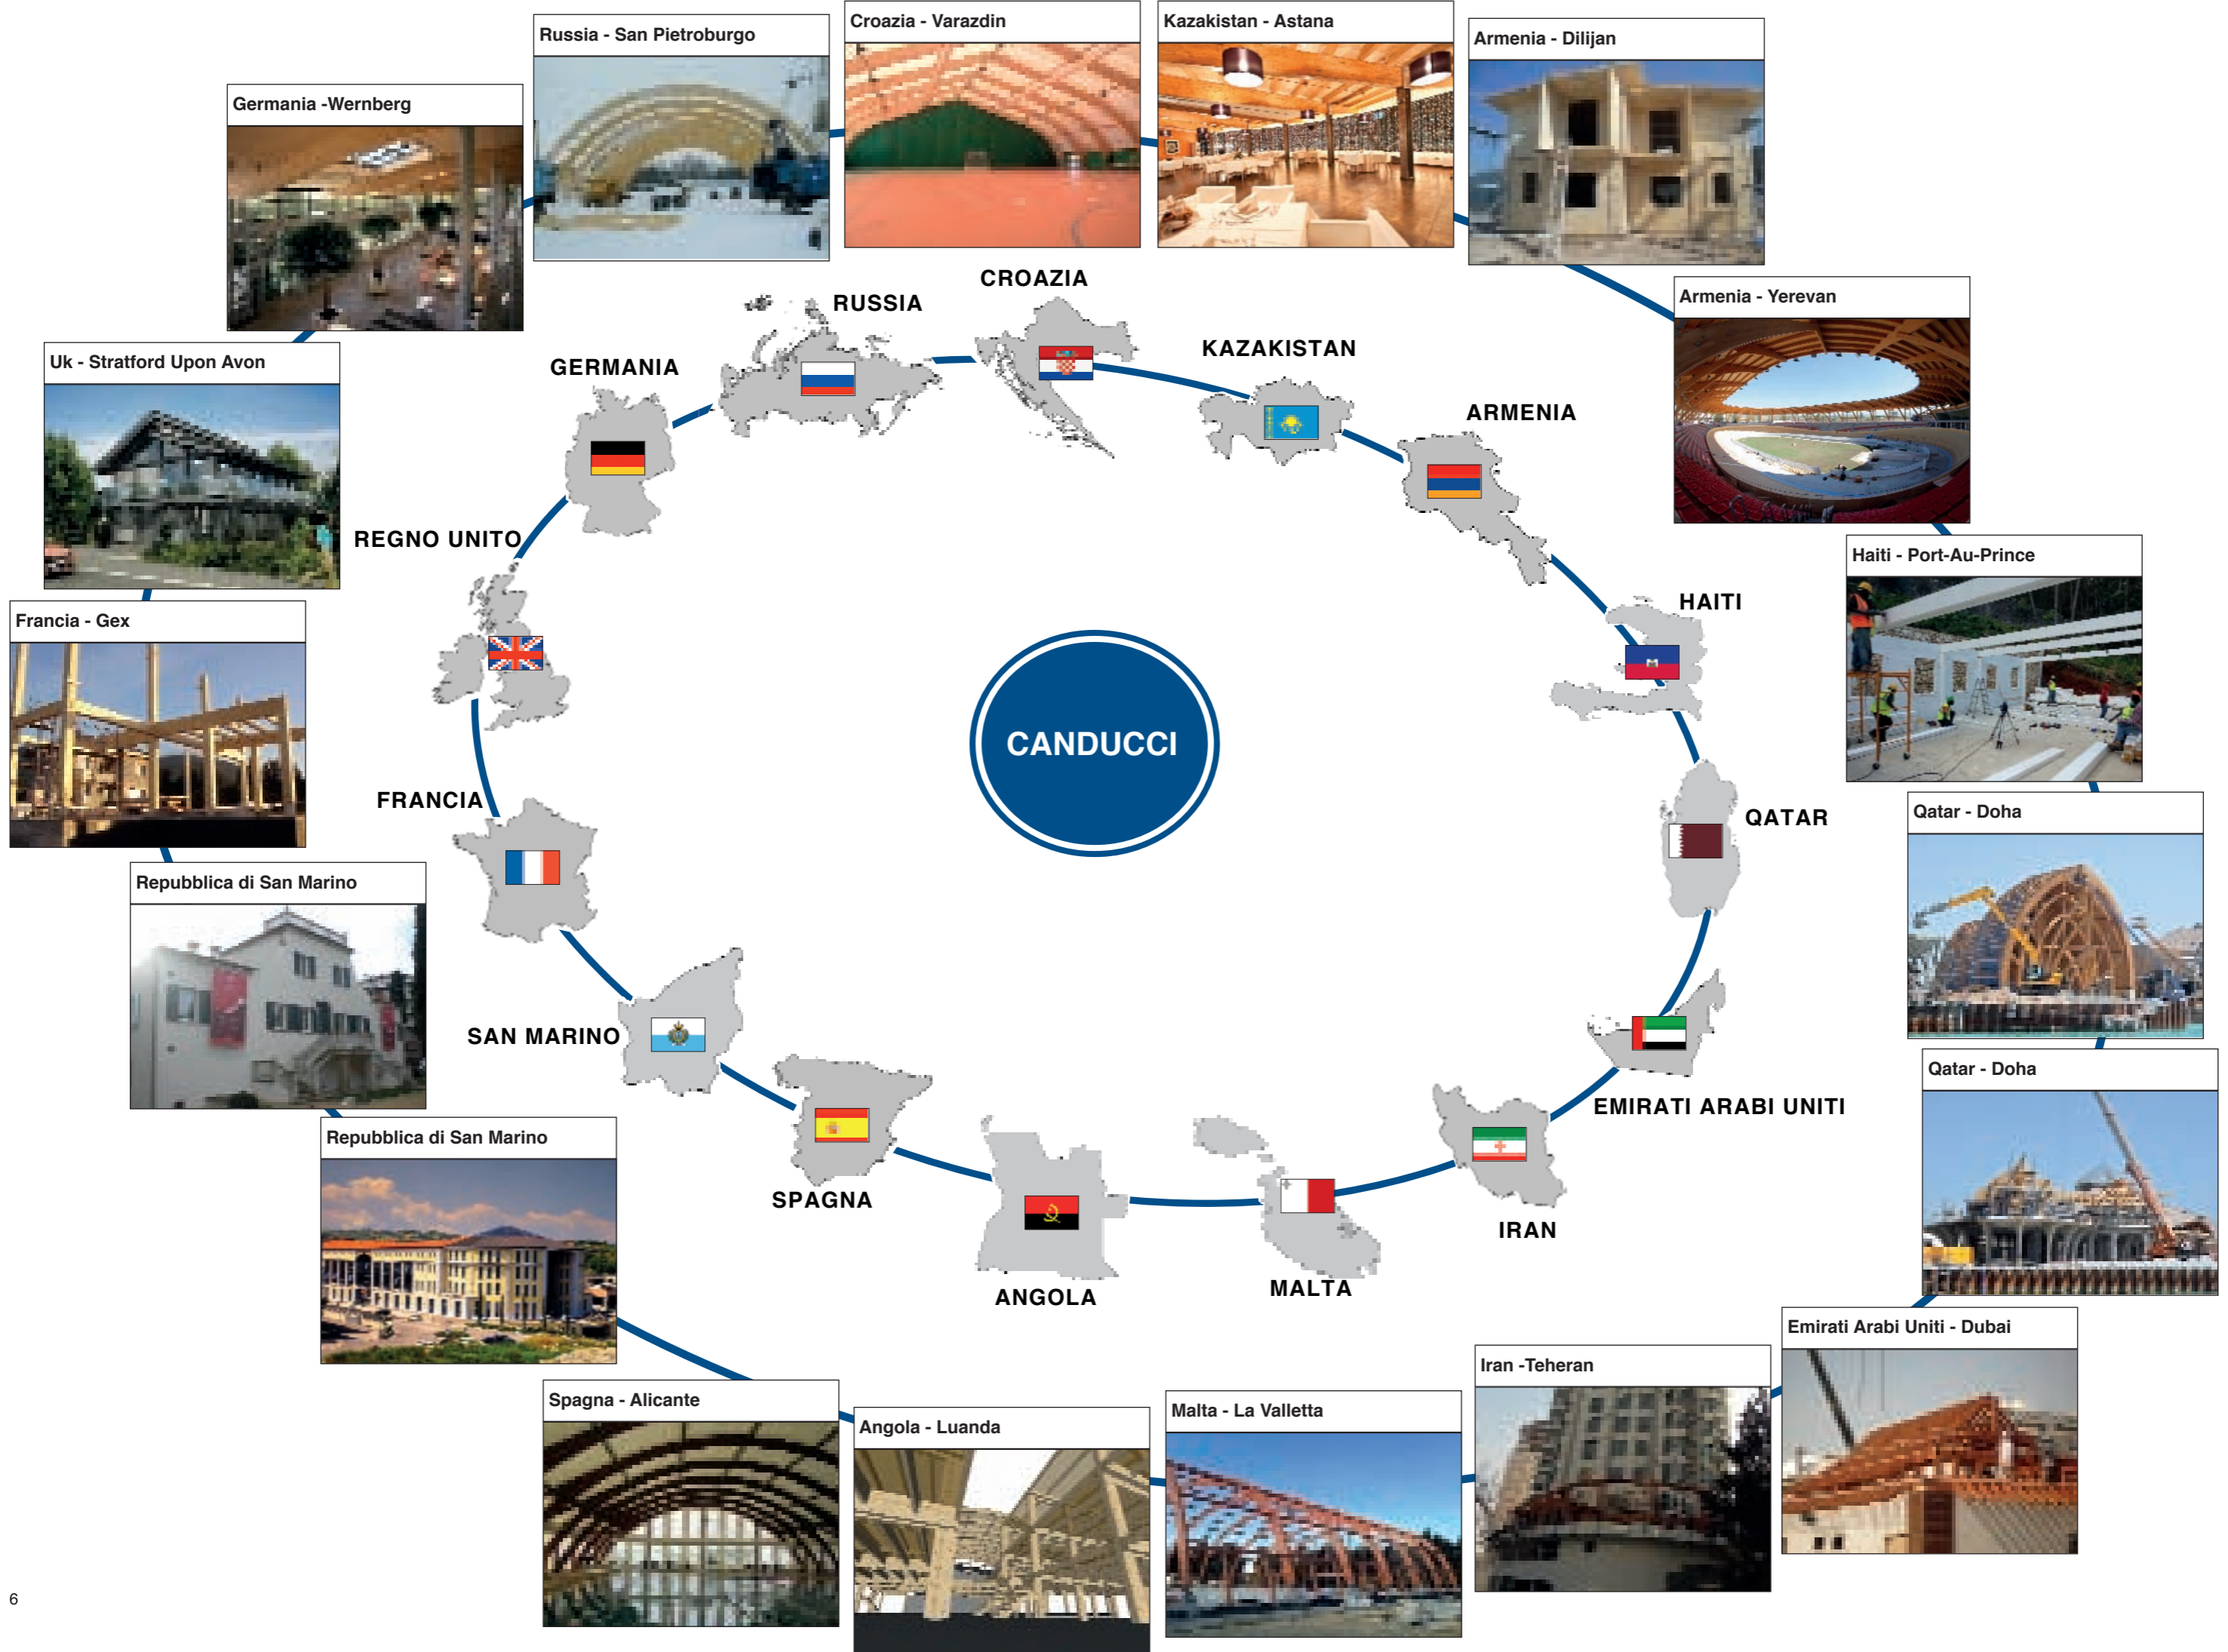 Croazia - Varazdin
Kazakistan - Astana
Russia - San Pietroburgo
Armenia - Dilijan
Germania -Wernberg
CROAZIA
Armenia - Yerevan
RUSSIA
KAZAKISTAN
Uk - Stratford Upon Avon
GERMANIA
ARMENIA
REGNO UNITO
Haiti - Port-Au-Prince
HAITI
Francia - Gex
CANDUCCI
FRANCIA
Qatar - Doha
QATAR
Repubblica di San Marino
SAN MARINO
Qatar - Doha
EMIRATI ARABI UNITI
Repubblica di San Marino
SPAGNA
IRAN
MALTA
ANGOLA
Emirati Arabi Uniti - Dubai
Iran -Teheran
Spagna - Alicante
Malta - La Valletta
Angola - Luanda
6